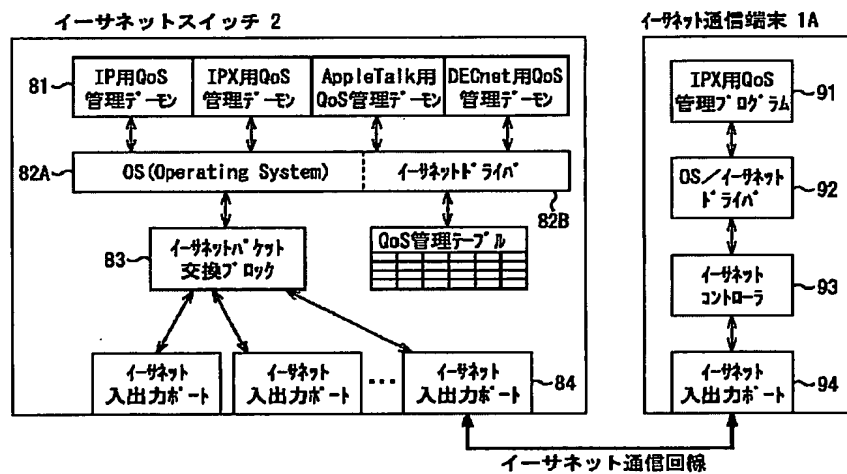 イーサネットスイッチ 2
イーサネット通信端末 1A
81
IP用QoS
管理デーモン
IPX用QoS
管理デーモン
AppleTalk用
QoS管理デーモン
DECnet用QoS
管理デーモン
82A
OS(Operating System)
イーサネットドライバ
82B
83
イーサネットパケット
交換ブロック
QoS管理テーブル
イーサネット
入出力ポート
イーサネット
入出力ポート
…
イーサネット
入出力ポート
84
IPX用QoS
管理プログラム
91
OS/イーサネット
ドライバ
92
イーサネット
コントローラ
93
イーサネット
入出力ポート
94
イーサネット通信回線